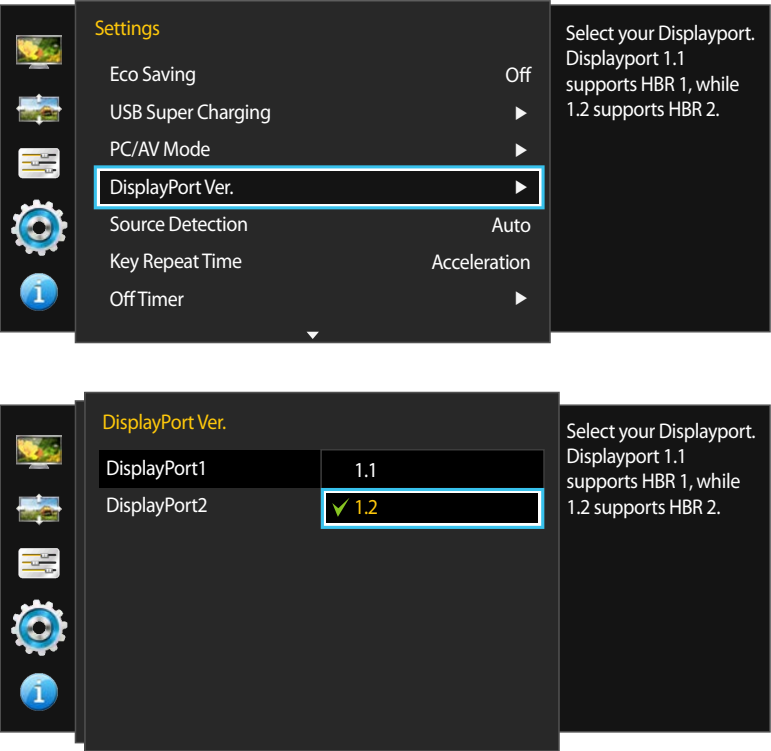 Settings
Eco Saving Off
USB Super Charging
PC/AV Mode
DisplayPort Ver.
Source Detection Auto
Key Repeat Time Acceleration
Off Timer
Select your Displayport.
Displayport 1.1
supports HBR 1, while
1.2 supports HBR 2.
i
DisplayPort Ver.
DisplayPort1 1.1
DisplayPort2 1.2
Select your Displayport.
Displayport 1.1
supports HBR 1, while
1.2 supports HBR 2.
i